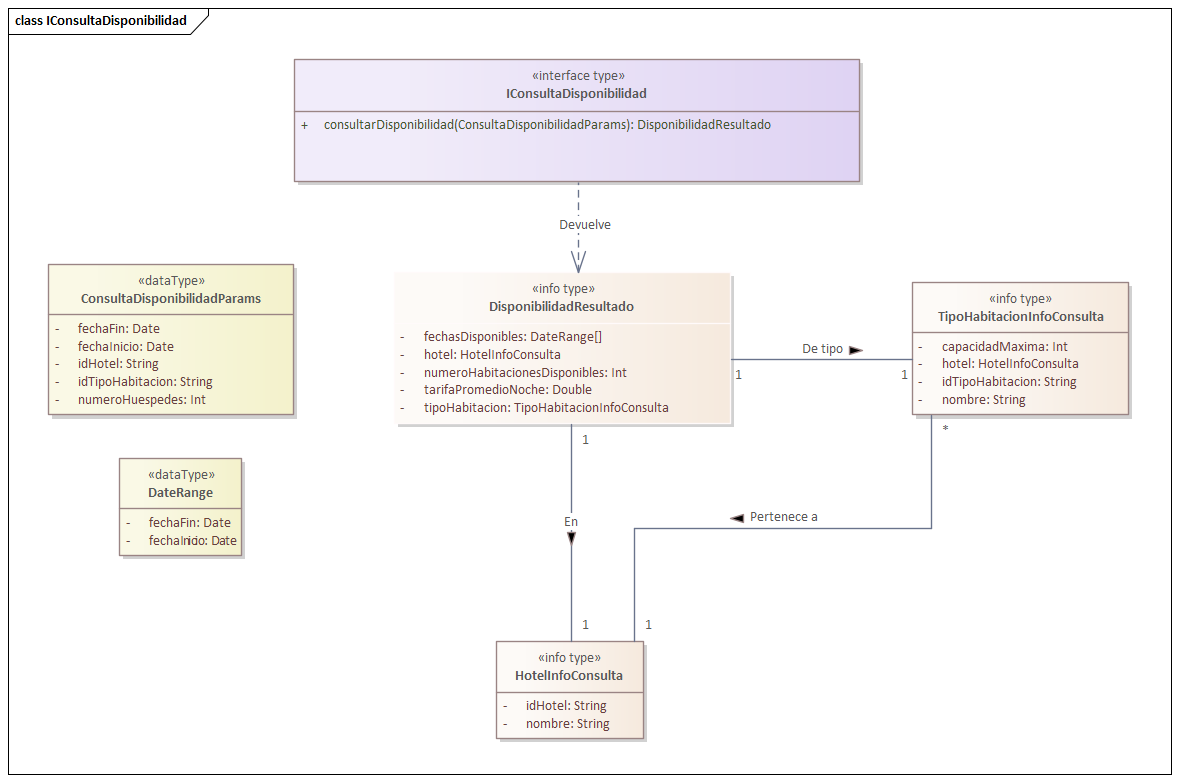 class IConsultaDisponibilidad
«interface type»
IConsultaDisponibilidad
+ consultarDisponibilidad(ConsultaDisponibilidadParams): DisponibilidadResultado
Devuelve
«dataType»
ConsultaDisponibilidadParams
- fechaFin: Date
- fechaInicio: Date
- idHotel: String
- idTipoHabitacion: String
- numeroHuespedes: Int
«info type»
DisponibilidadResultado
- fechasDisponibles: DateRange[]
- hotel: HotelInfoConsulta
- numeroHabitacionesDisponibles: Int
- tarifaPromedioNoche: Double
- tipoHabitacion: TipoHabitacionInfoConsulta
De tipo
1
1
«info type»
TipoHabitacionInfoConsulta
- capacidadMaxima: Int
- hotel: HotelInfoConsulta
- idTipoHabitacion: String
- nombre: String
1
*
«dataType»
DateRange
- fechaFin: Date
- fechaInicio: Date
En
Pertenece a
1
1
«info type»
HotelInfoConsulta
- idHotel: String
- nombre: String